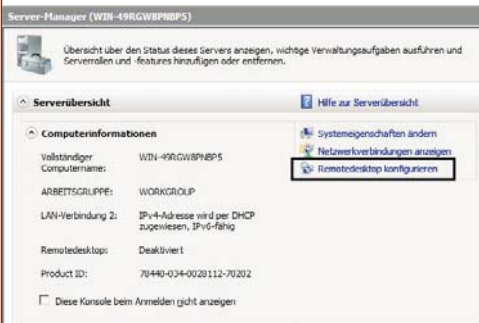 Server-Manager (WIN-49RGW8PNBP5)
Übersicht über den Status dieses Servers anzeigen, wichtige Verwaltungsaufgaben ausführen und
Serverrollen und -features hinzufügen oder entfernen.
Serverübersicht
Hilfe zur Serverübersicht
Computerinformationen
Systemeigenschaften ändern
Netzwerkverbindungen anzeigen
Remotedesktop konfigurieren
Vollständiger
Computername:
WIN-49RGW8PNBP5
ARBEITSGRUPPE:
WORKGROUP
LAN-Verbindung 2:
IPv4-Adresse wird per DHCP
zugewiesen, IPv6-fähig
Remotedesktop:
Deaktiviert
Product ID:
78440-034-0028112-70202
Diese Konsole beim Anmelden nicht anzeigen